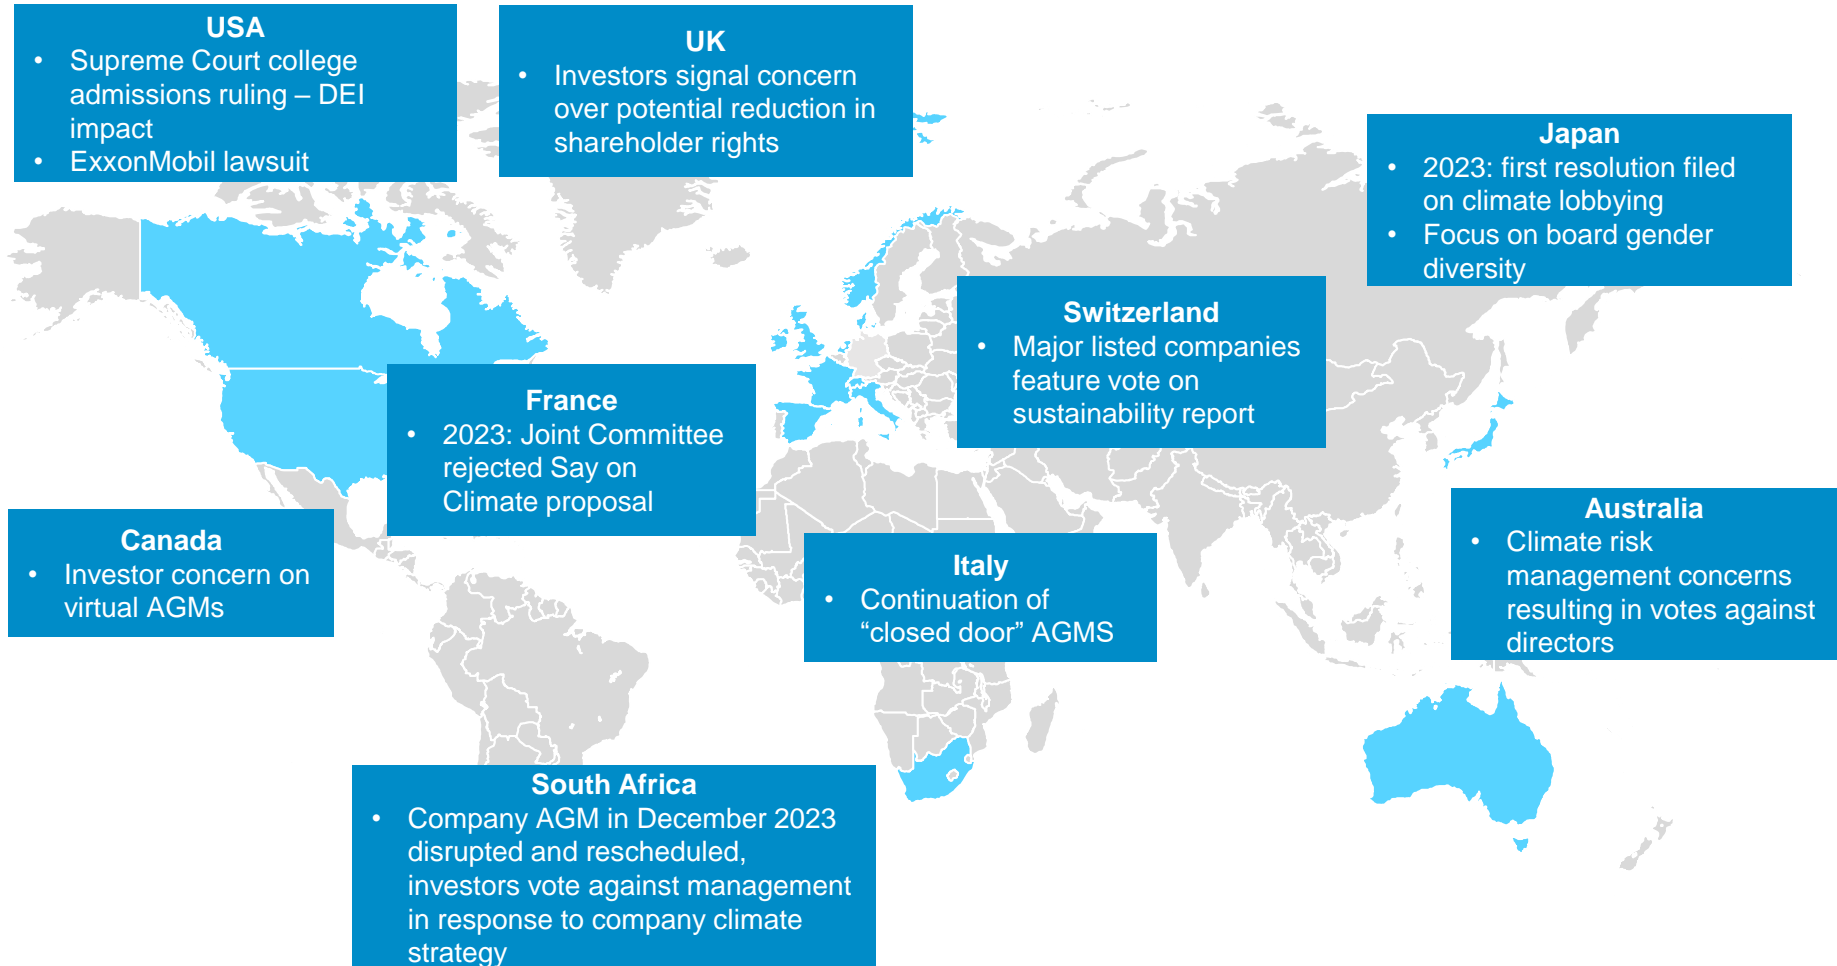 USA
• Supreme Court college
admissions ruling – DEI
impact
• ExxonMobil lawsuit
UK
• Investors signal concern
over potential reduction in
shareholder rights
Japan
• 2023: first resolution filed
on climate lobbying
• Focus on board gender
diversity
Switzerland
• Major listed companies
feature vote on
sustainability report
France
• 2023: Joint Committee
rejected Say on
Climate proposal
Canada
• Investor concern on
virtual AGMs
Italy
• Continuation of
“closed door” AGMS
Australia
• Climate risk
management concerns
resulting in votes against
directors
South Africa
• Company AGM in December 2023
disrupted and rescheduled,
investors vote against management
in response to company climate
strategy